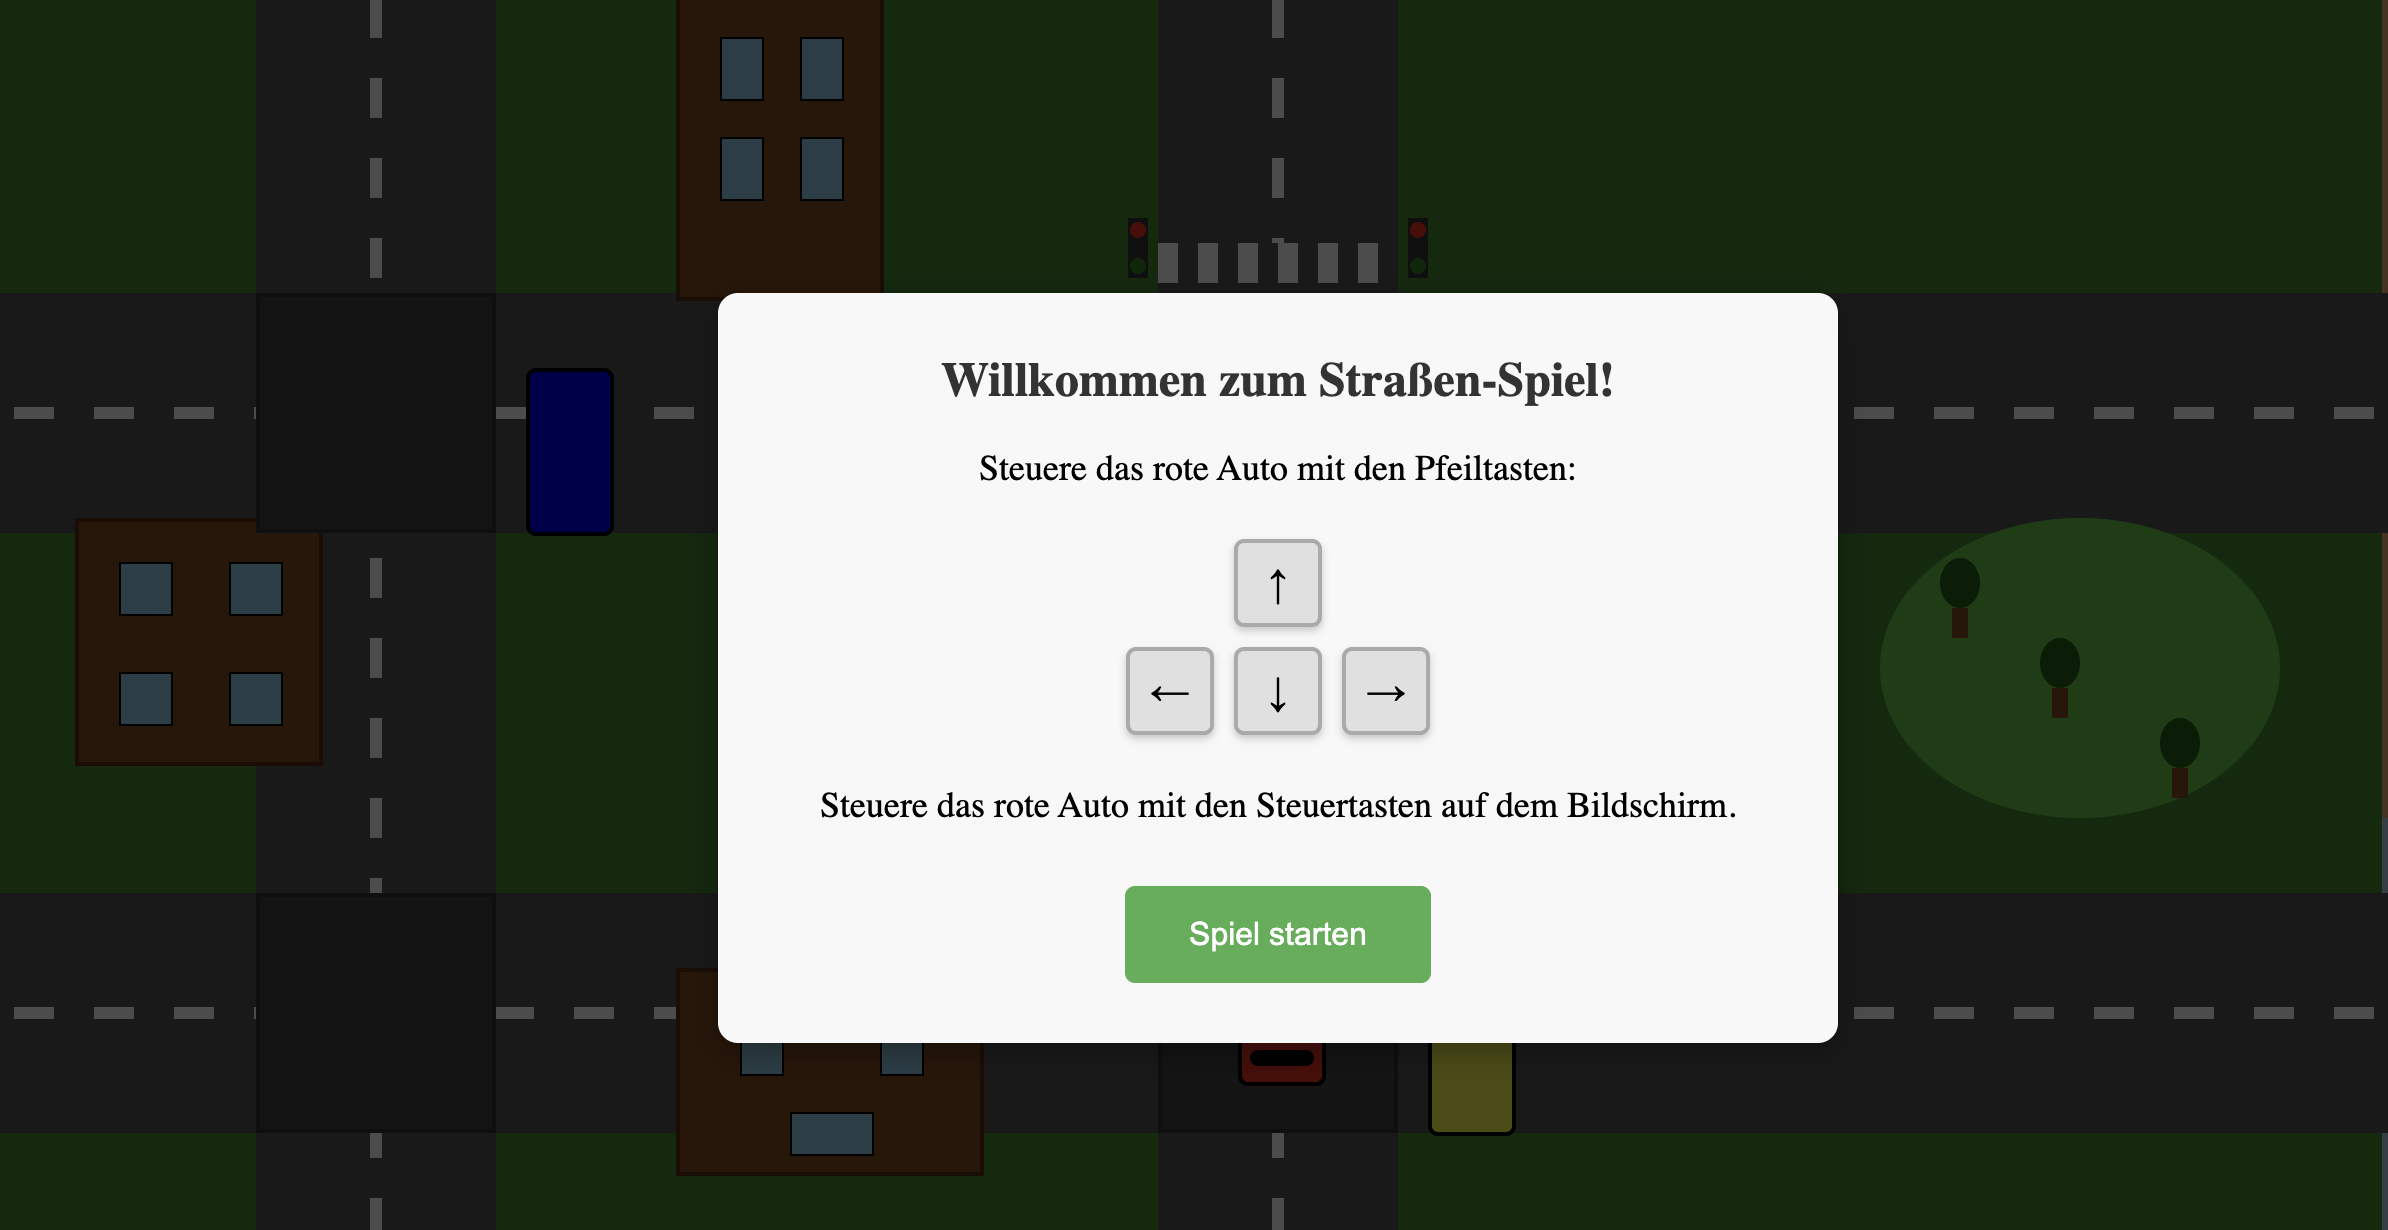 Willkommen zum Straßen-Spiel!
Steuere das rote Auto mit den Pfeiltasten:
↑
← ↓ →
Steuere das rote Auto mit den Steuertasten auf dem Bildschirm.
Spiel starten